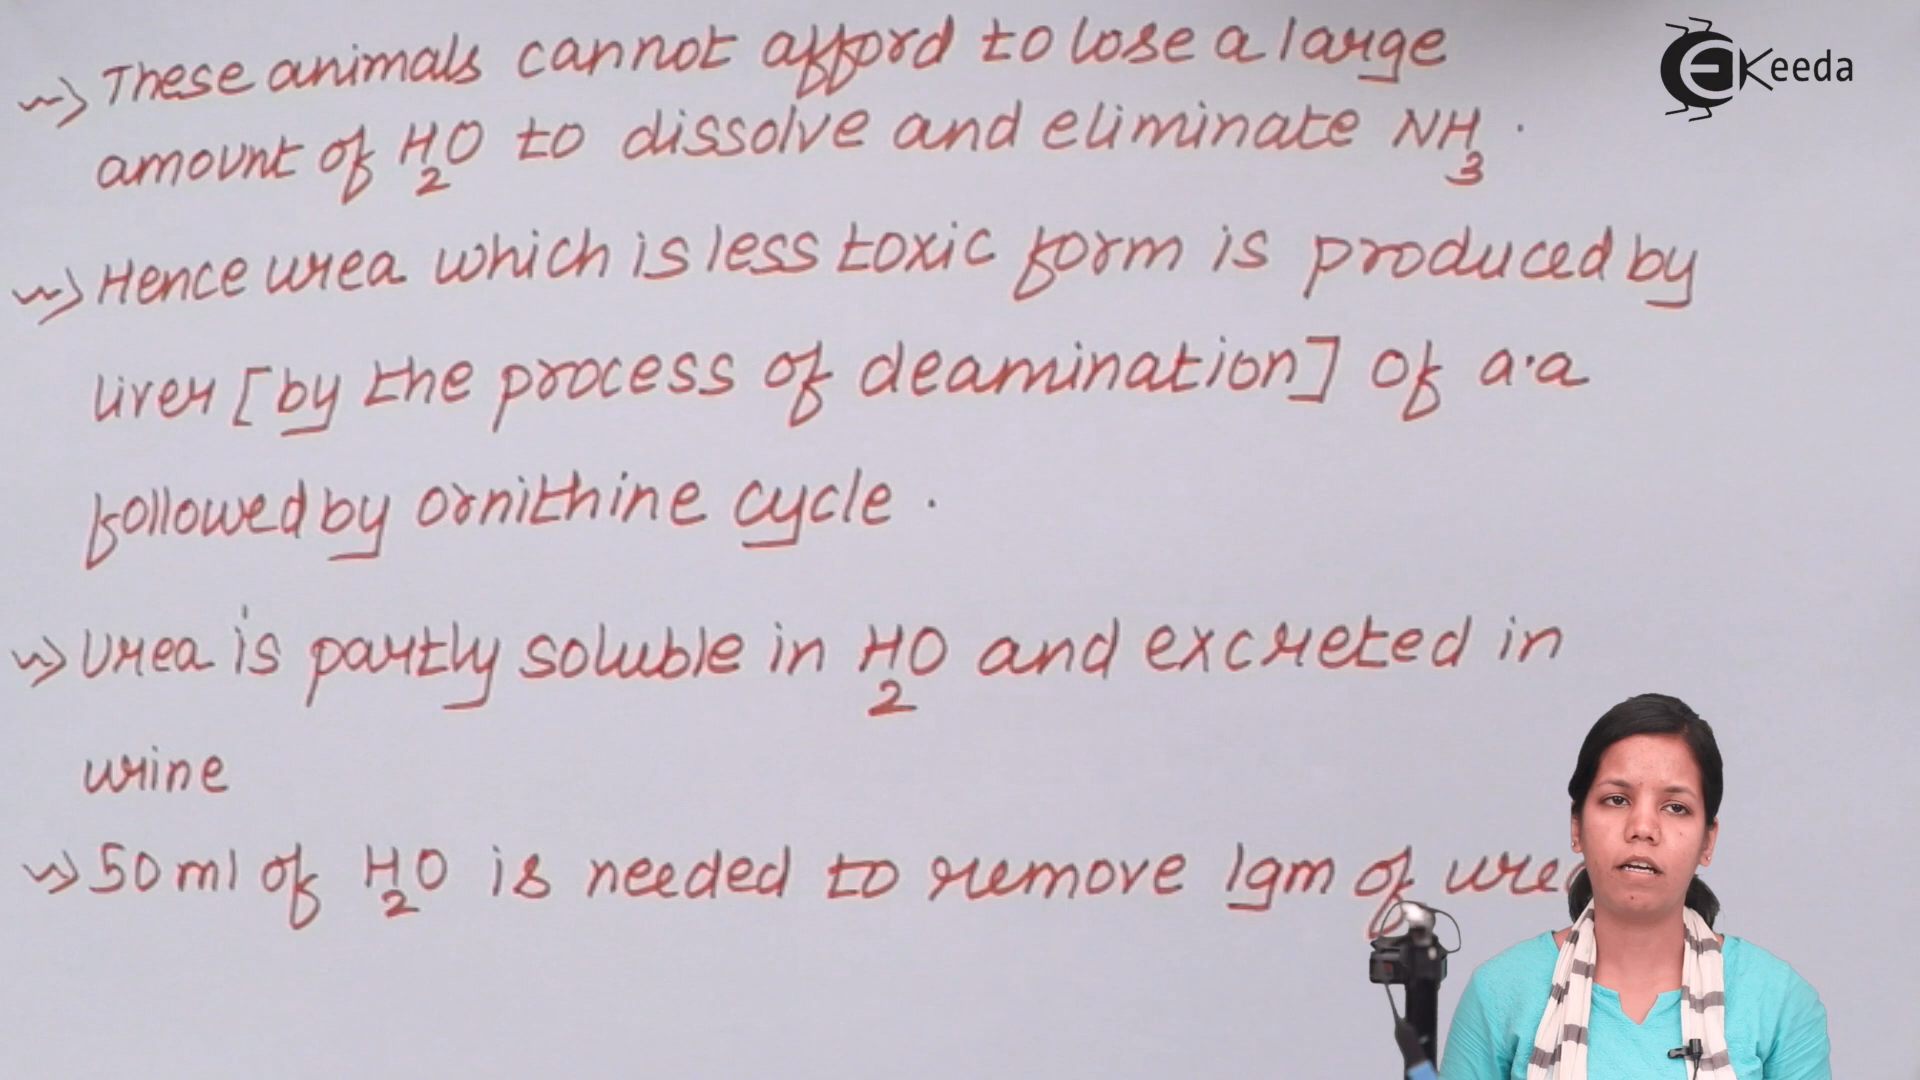 EKeeda
~> These animals cannot afford to lose a large
amount of H2O to dissolve and eliminate NH3.
~> Hence urea which is less toxic form is produced by
liver [by the process of deamination] of a.a
followed by ornithine cycle.
~> Urea is partly soluble in H2O and excreted in
urine
~> 50 ml of H2O is needed to remove 1gm of